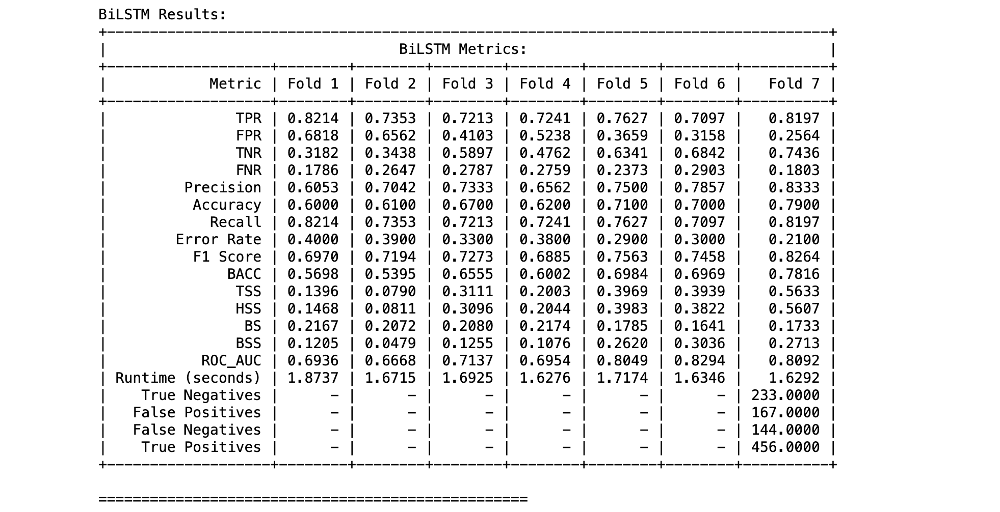 BiLSTM Results:
+--------------------------------------------------------------------------------------+
|                                   BiLSTM Metrics:                                    |
+--------------------+--------+--------+--------+--------+--------+--------+----------+
|             Metric | Fold 1 | Fold 2 | Fold 3 | Fold 4 | Fold 5 | Fold 6 |   Fold 7 |
+--------------------+--------+--------+--------+--------+--------+--------+----------+
|                TPR | 0.8214 | 0.7353 | 0.7213 | 0.7241 | 0.7627 | 0.7097 |   0.8197 |
|                FPR | 0.6818 | 0.6562 | 0.4103 | 0.5238 | 0.3659 | 0.3158 |   0.2564 |
|                TNR | 0.3182 | 0.3438 | 0.5897 | 0.4762 | 0.6341 | 0.6842 |   0.7436 |
|                FNR | 0.1786 | 0.2647 | 0.2787 | 0.2759 | 0.2373 | 0.2903 |   0.1803 |
|          Precision | 0.6053 | 0.7042 | 0.7333 | 0.6562 | 0.7500 | 0.7857 |   0.8333 |
|           Accuracy | 0.6000 | 0.6100 | 0.6700 | 0.6200 | 0.7100 | 0.7000 |   0.7900 |
|             Recall | 0.8214 | 0.7353 | 0.7213 | 0.7241 | 0.7627 | 0.7097 |   0.8197 |
|         Error Rate | 0.4000 | 0.3900 | 0.3300 | 0.3800 | 0.2900 | 0.3000 |   0.2100 |
|           F1 Score | 0.6970 | 0.7194 | 0.7273 | 0.6885 | 0.7563 | 0.7458 |   0.8264 |
|               BACC | 0.5698 | 0.5395 | 0.6555 | 0.6002 | 0.6984 | 0.6969 |   0.7816 |
|                TSS | 0.1396 | 0.0790 | 0.3111 | 0.2003 | 0.3969 | 0.3939 |   0.5633 |
|                HSS | 0.1468 | 0.0811 | 0.3096 | 0.2044 | 0.3983 | 0.3822 |   0.5607 |
|                 BS | 0.2167 | 0.2072 | 0.2080 | 0.2174 | 0.1785 | 0.1641 |   0.1733 |
|                BSS | 0.1205 | 0.0479 | 0.1255 | 0.1076 | 0.2620 | 0.3036 |   0.2713 |
|            ROC_AUC | 0.6936 | 0.6668 | 0.7137 | 0.6954 | 0.8049 | 0.8294 |   0.8092 |
|  Runtime (seconds) | 1.8737 | 1.6715 | 1.6925 | 1.6276 | 1.7174 | 1.6346 |   1.6292 |
|     True Negatives |      - |      - |      - |      - |      - |      - | 233.0000 |
|    False Positives |      - |      - |      - |      - |      - |      - | 167.0000 |
|    False Negatives |      - |      - |      - |      - |      - |      - | 144.0000 |
|     True Positives |      - |      - |      - |      - |      - |      - | 456.0000 |
+--------------------+--------+--------+--------+--------+--------+--------+----------+
==================================================